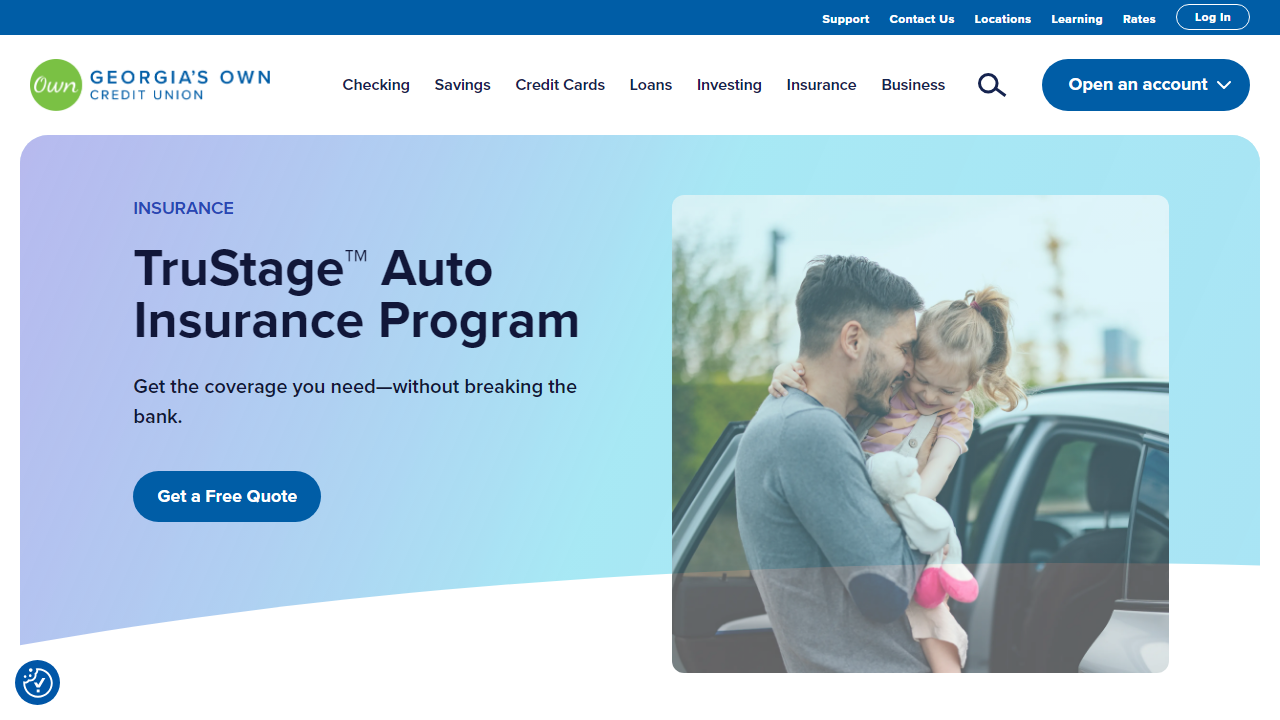 Support Contact Us Locations Learning Rates Log In
Own GEORGIA'S OWN
CREDIT UNION
Checking Savings Credit Cards Loans Investing Insurance Business Open an account
INSURANCE
TruStage™ Auto
Insurance Program
Get the coverage you need—without breaking the
bank.
Get a Free Quote